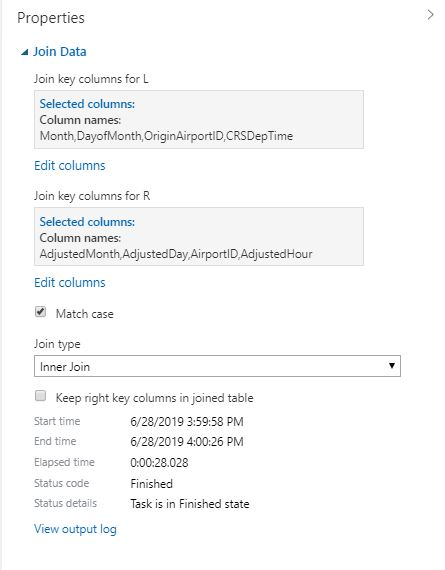 Properties
Join Data
Join key columns for L
Selected columns:
Column names:
Month,DayofMonth,OriginAirportID,CRSDepTime
Edit columns
Join key columns for R
Selected columns:
Column names:
AdjustedMonth,AdjustedDay,AirportID,AdjustedHour
Edit columns
Match case
Join type
Inner Join
Keep right key columns in joined table
Start time 6/28/2019 3:59:58 PM
End time 6/28/2019 4:00:26 PM
Elapsed time 0:00:28.028
Status code Finished
Status details Task is in Finished state
View output log